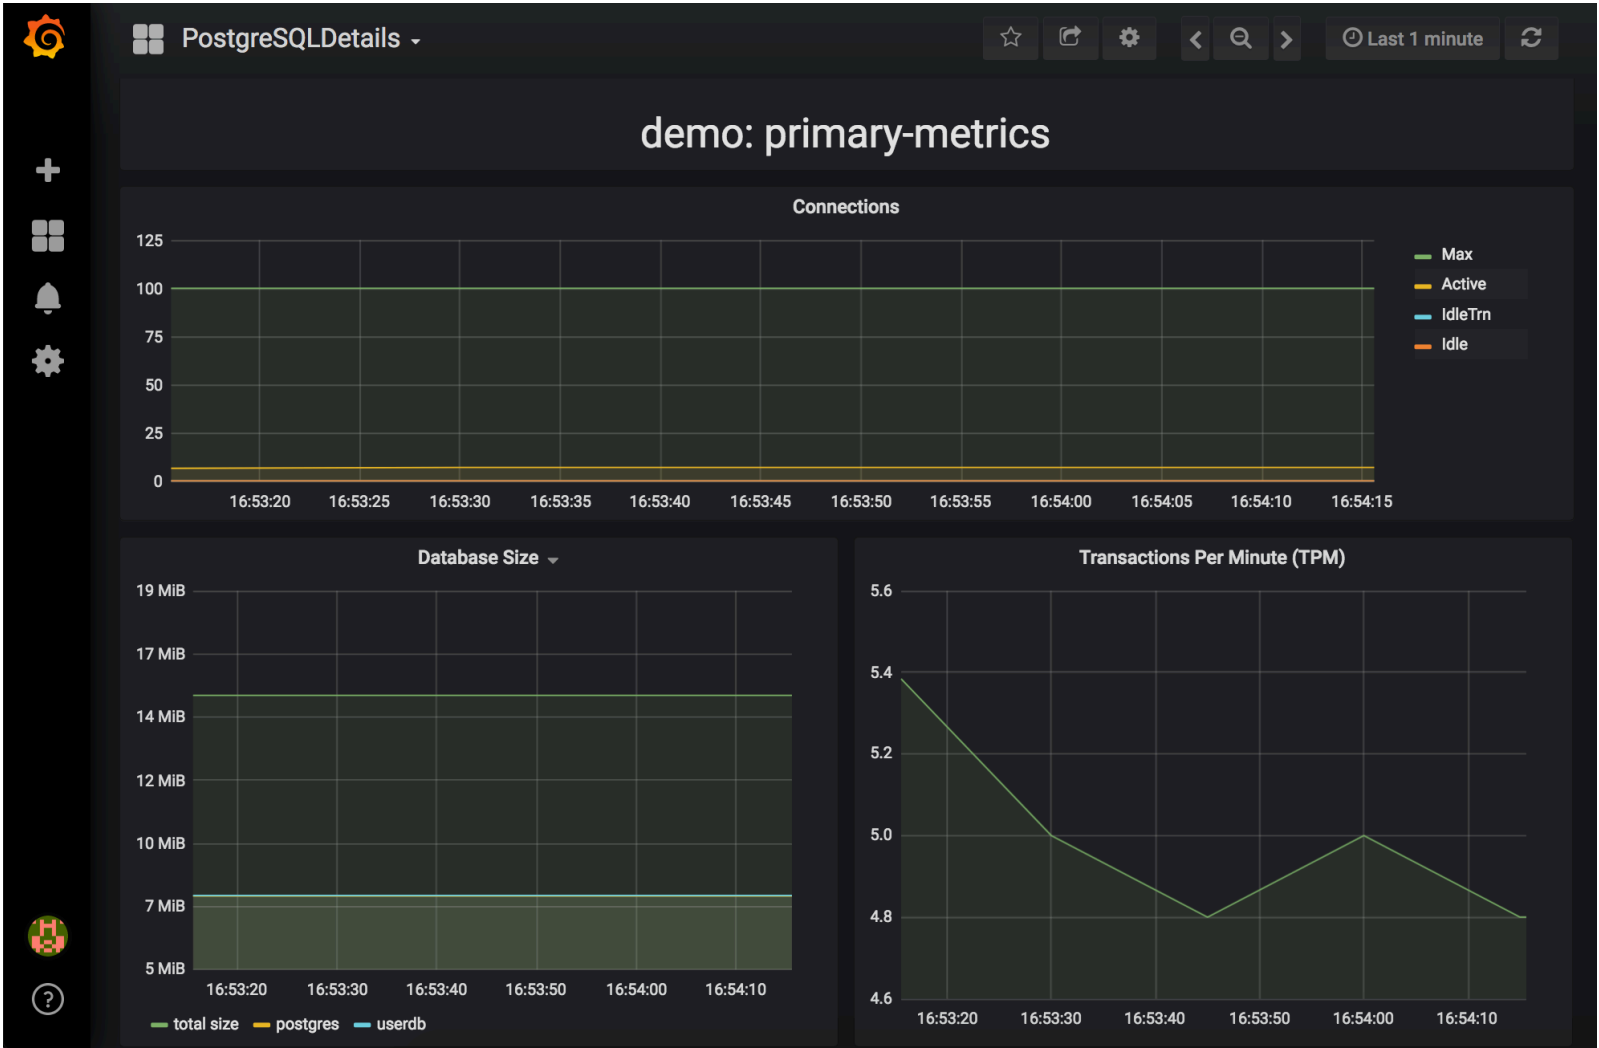 PostgreSQLDetails
Last 1 minute
demo: primary-metrics
Connections
125
100
75
50
25
0
16:53:20 16:53:25 16:53:30 16:53:35 16:53:40 16:53:45 16:53:50 16:53:55 16:54:00 16:54:05 16:54:10 16:54:15
Max
Active
IdleTrn
Idle
Database Size
19 MiB
17 MiB
14 MiB
12 MiB
10 MiB
7 MiB
5 MiB
16:53:20 16:53:30 16:53:40 16:53:50 16:54:00 16:54:10
total size postgres userdb
Transactions Per Minute (TPM)
5.6
5.4
5.2
5.0
4.8
4.6
16:53:20 16:53:30 16:53:40 16:53:50 16:54:00 16:54:10
?